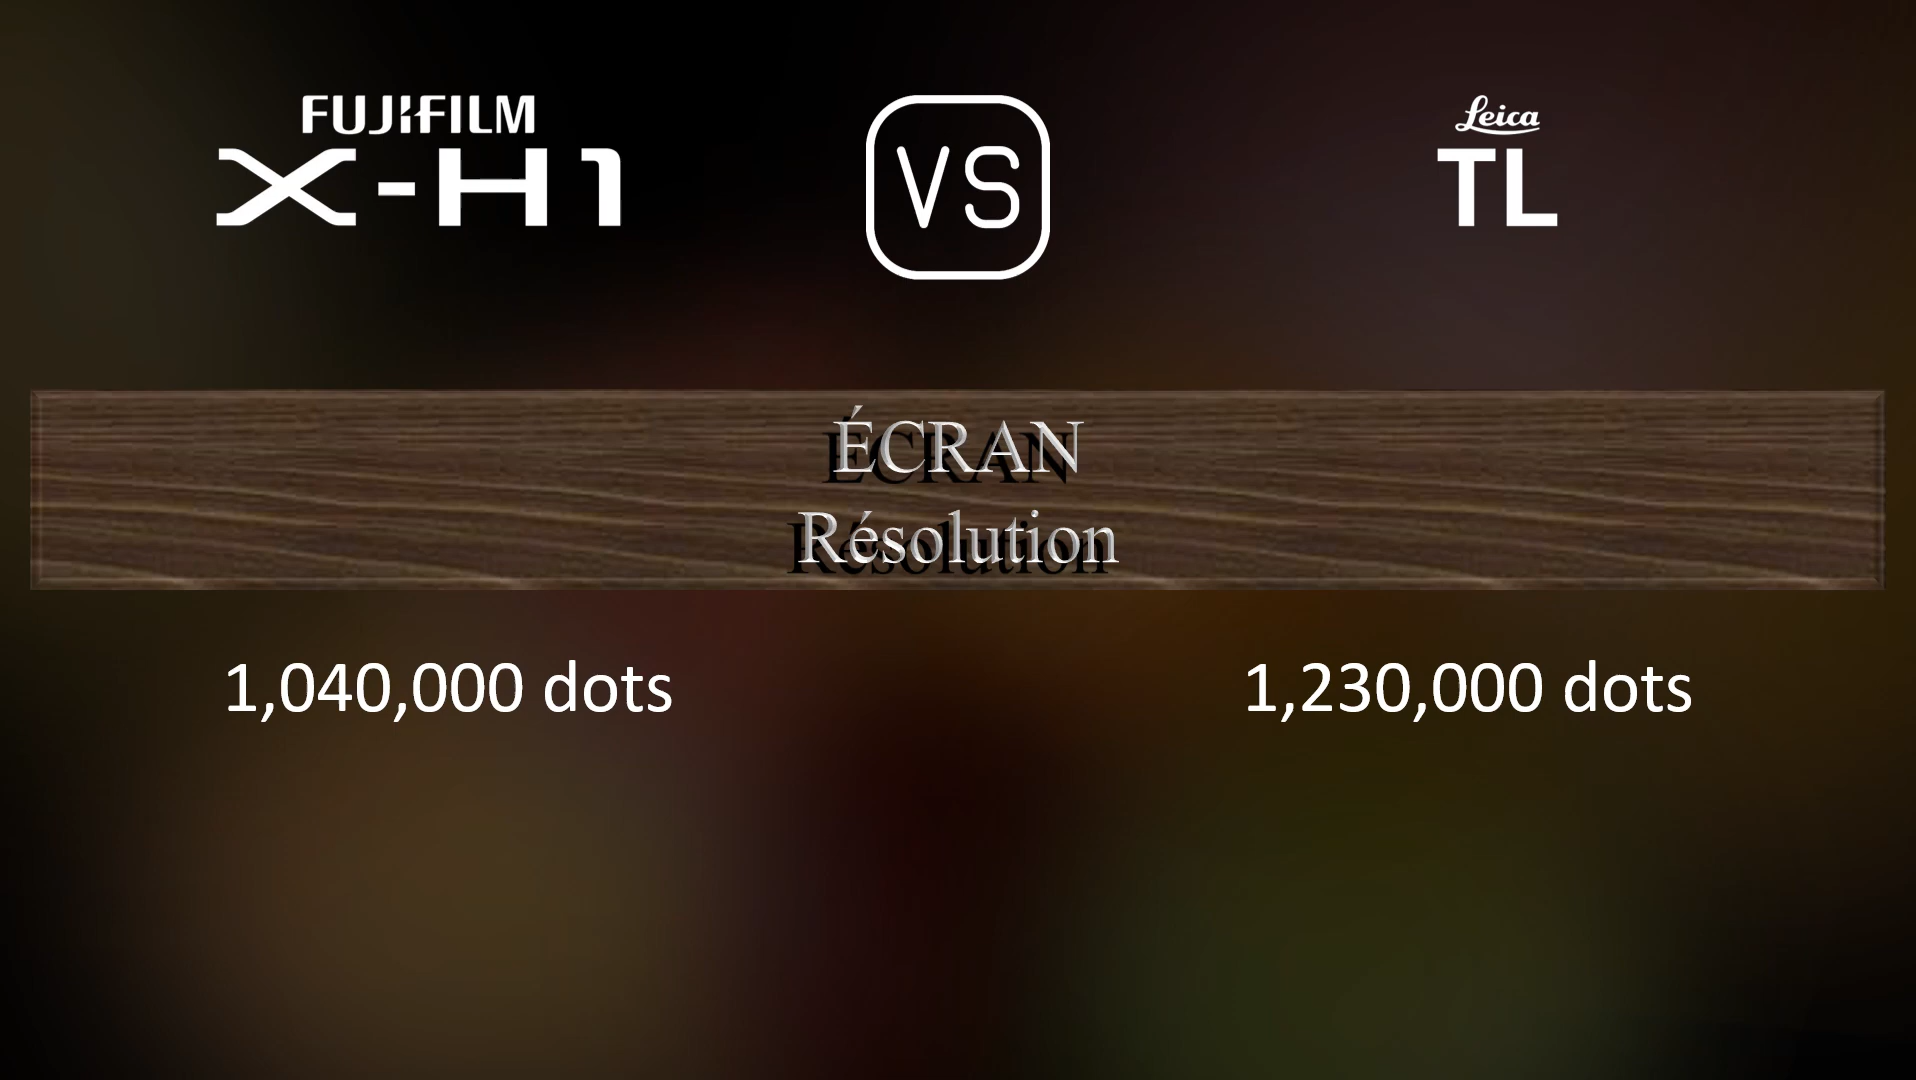 FUJIFILM
X-H1
VS
Leica
TL
ÉCRAN
Résolution
1,040,000 dots
1,230,000 dots